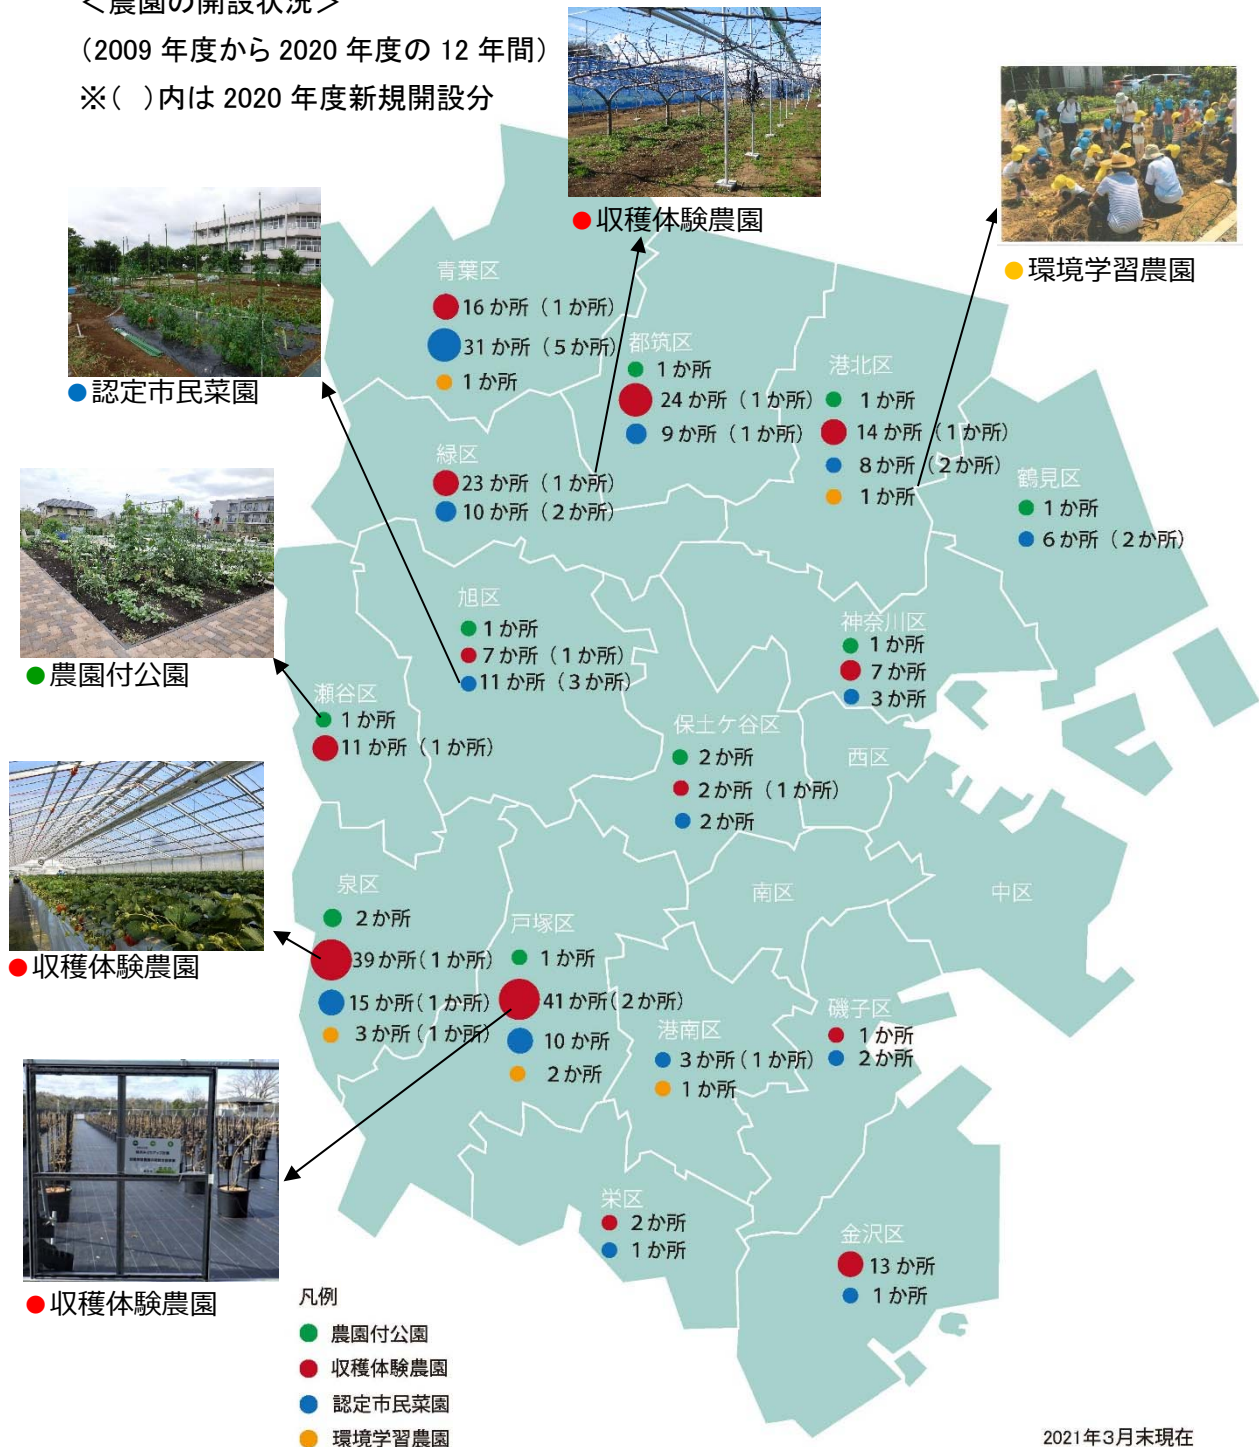 ＜農園の開設状況＞
（2009 年度から 2020 年度の 12 年間）
※（　）内は 2020 年度新規開設分
●収穫体験農園
●環境学習農園
●認定市民菜園
●農園付公園
●収穫体験農園
●収穫体験農園
青葉区
16 か所（1か所）
31 か所（5か所）
1か所
都筑区
1か所
24 か所（1か所）
9か所（1か所）
港北区
1か所
14 か所（1か所）
8か所（2か所）
1か所
緑区
23 か所（1か所）
10 か所（2か所）
鶴見区
1か所
6か所（2か所）
旭区
1か所
7か所（1か所）
11 か所（3か所）
神奈川区
1か所
7か所
3か所
瀬谷区
1か所
11 か所（1か所）
保土ケ谷区
2か所
2か所（1か所）
2か所
西区
南区
中区
泉区
2か所
39 か所（1か所）
15 か所（1か所）
3か所（1か所）
戸塚区
1か所
41 か所（2か所）
10 か所
2か所
港南区
3か所（1か所）
1か所
磯子区
1か所
2か所
栄区
2か所
1か所
金沢区
13 か所
1か所
凡例
農園付公園
収穫体験農園
認定市民菜園
環境学習農園
2021年3月末現在